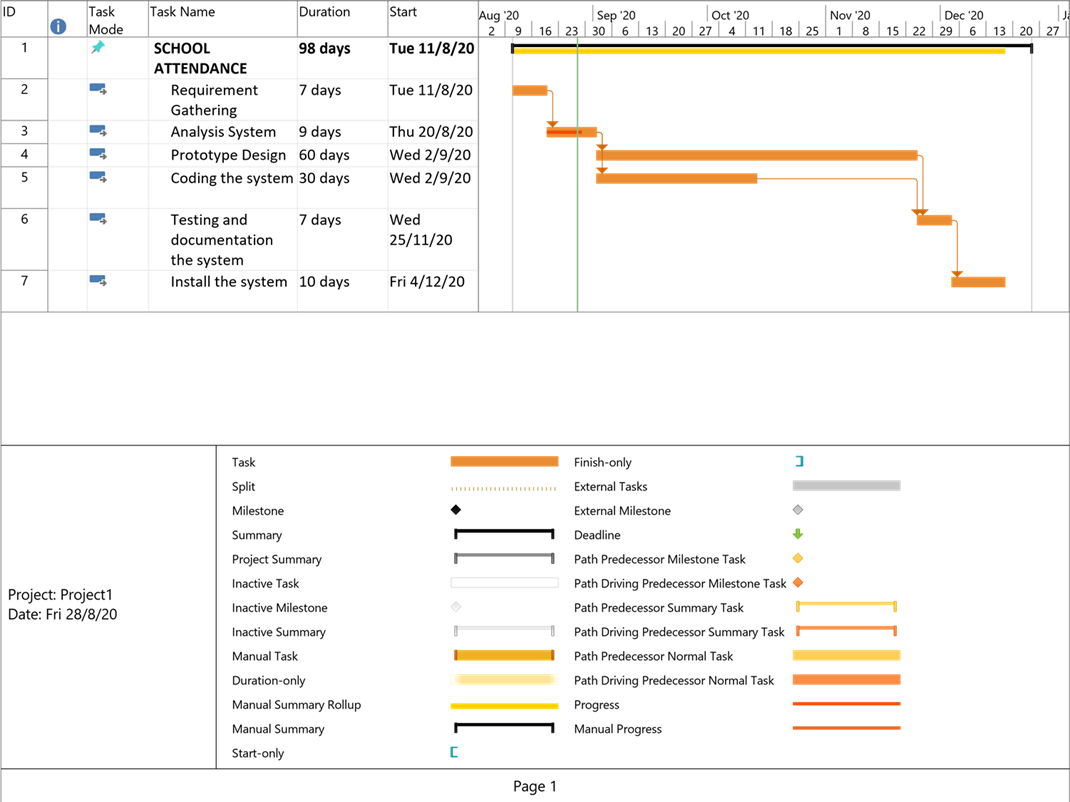 ID Task Mode Task Name Duration Start
Aug '20 Sep '20 Oct '20 Nov '20 Dec '20 Ja
2 9 16 23 30 6 13 20 27 4 11 18 25 1 8 15 22 29 6 13 20 27
1 SCHOOL ATTENDANCE 98 days Tue 11/8/20
2 Requirement Gathering 7 days Tue 11/8/20
3 Analysis System 9 days Thu 20/8/20
4 Prototype Design 60 days Wed 2/9/20
5 Coding the system 30 days Wed 2/9/20
6 Testing and documentation the system 7 days Wed 25/11/20
7 Install the system 10 days Fri 4/12/20
Project: Project1
Date: Fri 28/8/20
Task
Split
Milestone
Summary
Project Summary
Inactive Task
Inactive Milestone
Inactive Summary
Manual Task
Duration-only
Manual Summary Rollup
Manual Summary
Start-only
Finish-only
External Tasks
External Milestone
Deadline
Path Predecessor Milestone Task
Path Driving Predecessor Milestone Task
Path Predecessor Summary Task
Path Driving Predecessor Summary Task
Path Predecessor Normal Task
Path Driving Predecessor Normal Task
Progress
Manual Progress
Page 1